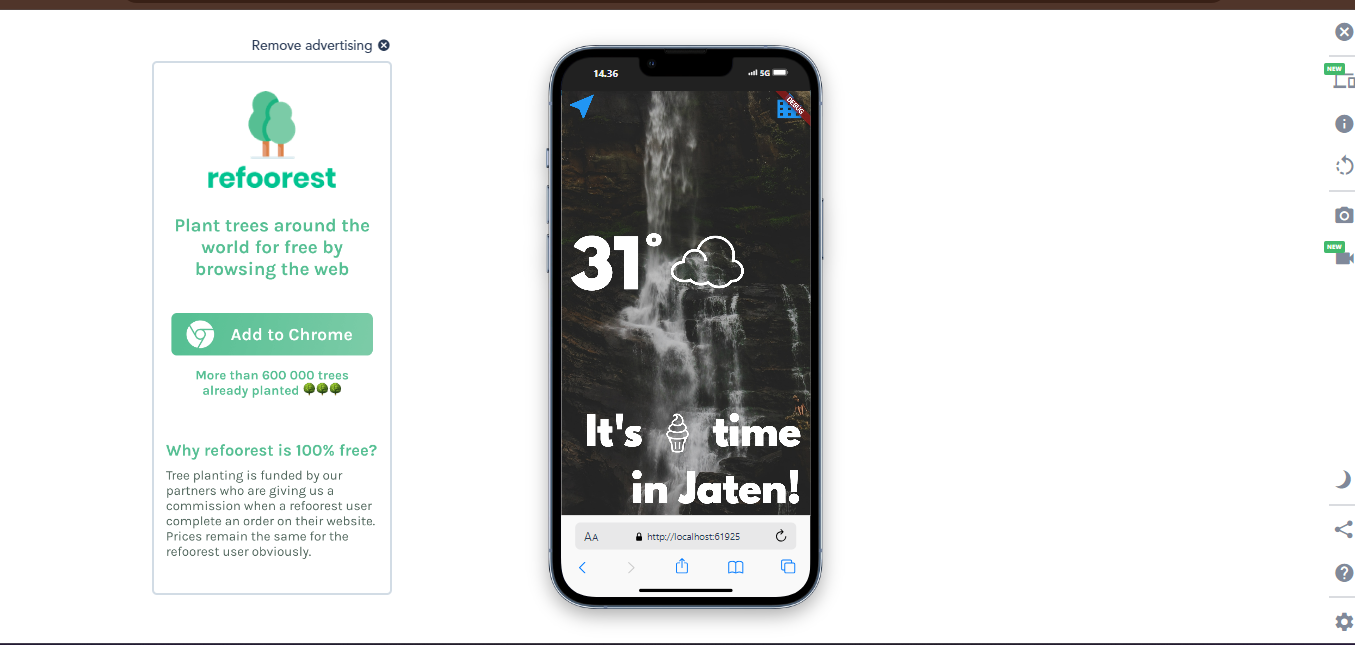 Remove advertising
refoorest
Plant trees around the
world for free by
browsing the web
Add to Chrome
More than 600 000 trees
already planted 🌳🌳🌳
Why refoorest is 100% free?
Tree planting is funded by our
partners who are giving us a
commission when a refoorest user
complete an order on their website.
Prices remain the same for the
refoorest user obviously.
14.36
5G
DEBUG
31°
It's 🍦 time
in Jaten!
AA
http://localhost:61925
NEW
NEW